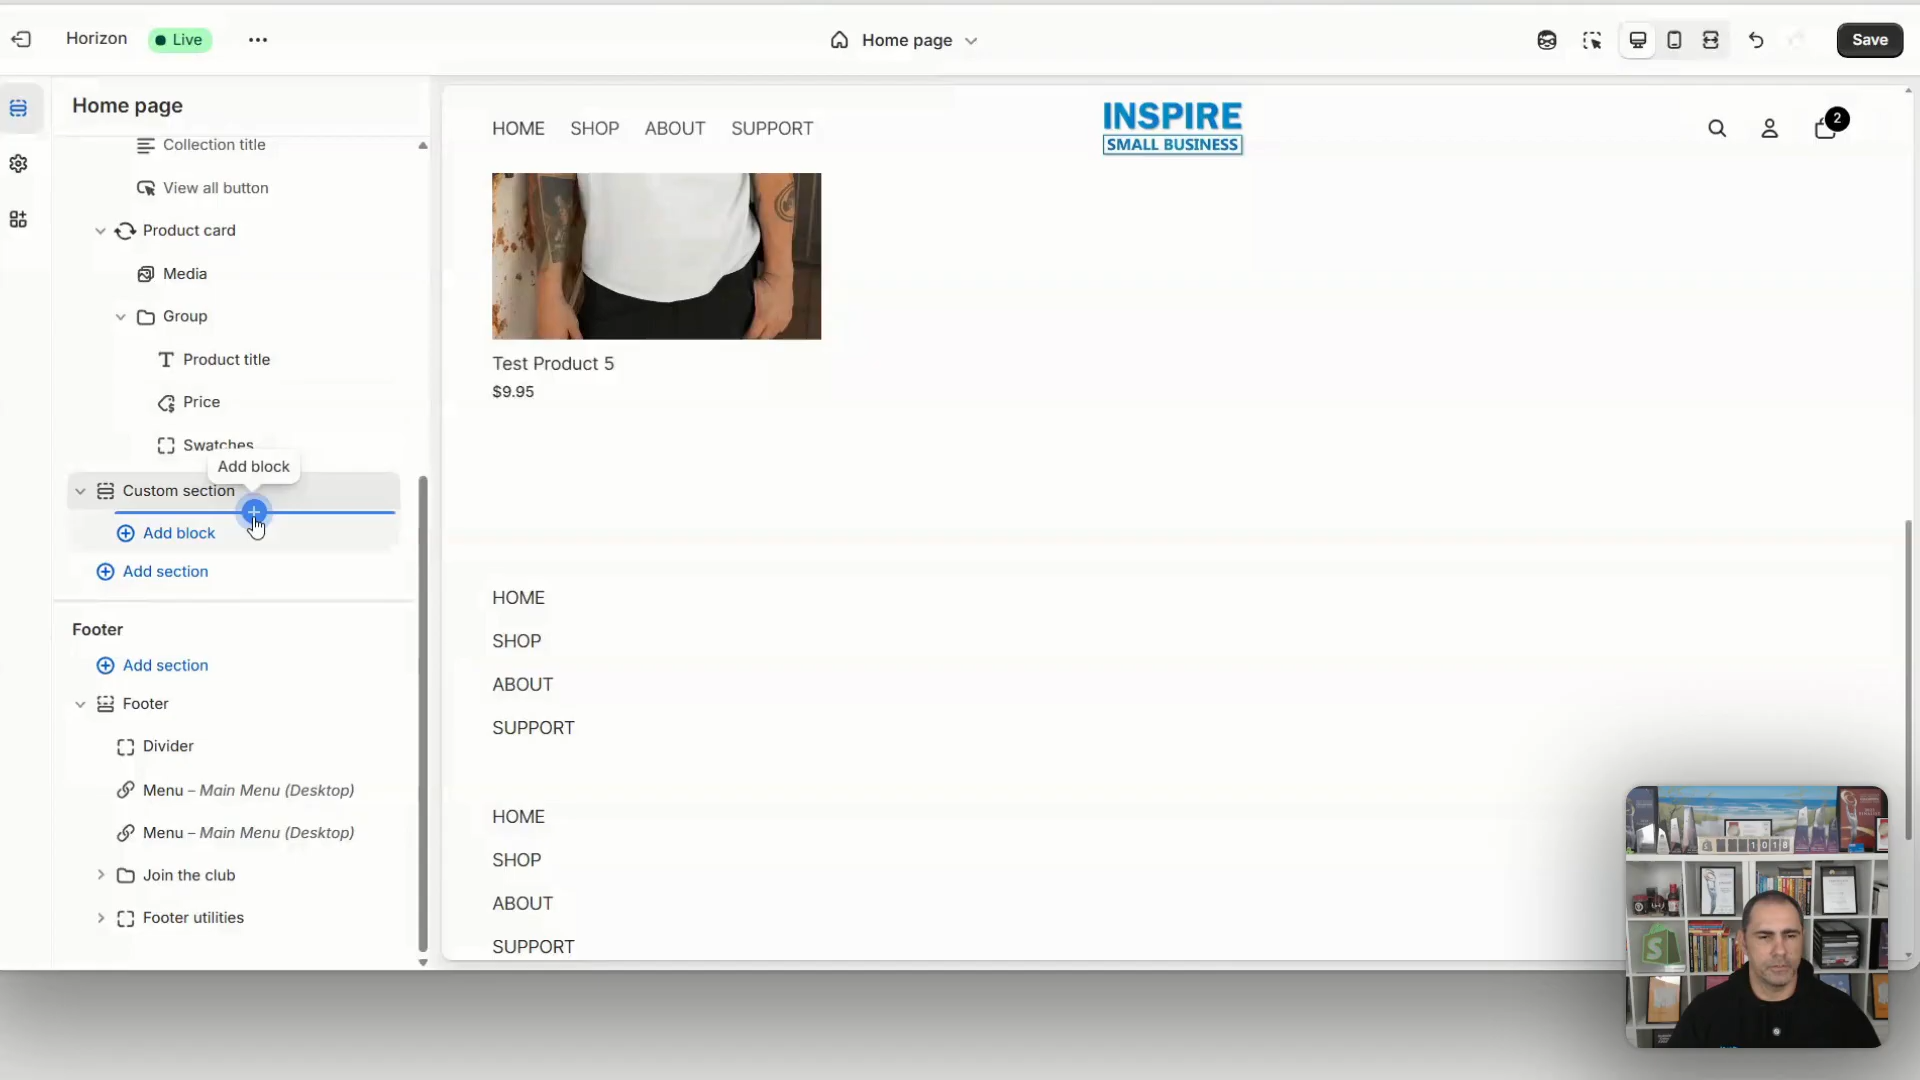 Horizon
Live
Home page
Save
Home page
Collection title
View all button
Product card
Media
Group
Product title
Price
Swatches
Add block
Custom section
Add block
Add section
Footer
Add section
Footer
Divider
Menu – Main Menu (Desktop)
Menu – Main Menu (Desktop)
Join the club
Footer utilities
HOME SHOP ABOUT SUPPORT
INSPIRE
SMALL BUSINESS
2
Test Product 5
$9.95
HOME
SHOP
ABOUT
SUPPORT
HOME
SHOP
ABOUT
SUPPORT